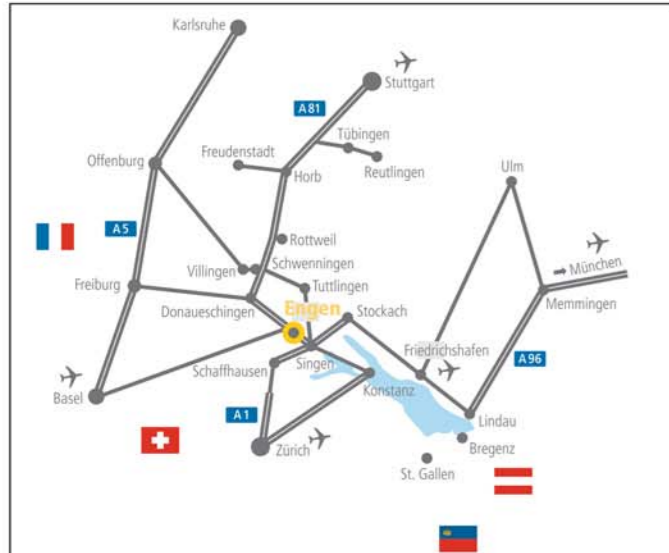 Karlsruhe
Stuttgart
A81
Tübingen
Freudenstadt
Offenburg
Reutlingen
Horb
Ulm
A5
Rottweil
München
Villingen
Schwenningen
Freiburg
Tuttlingen
Memmingen
Donaueschingen
Engen
Stockach
Friedrichshafen
A96
Schaffhausen
Singen
Basel
Konstanz
A1
Lindau
Zürich
Bregenz
St. Gallen